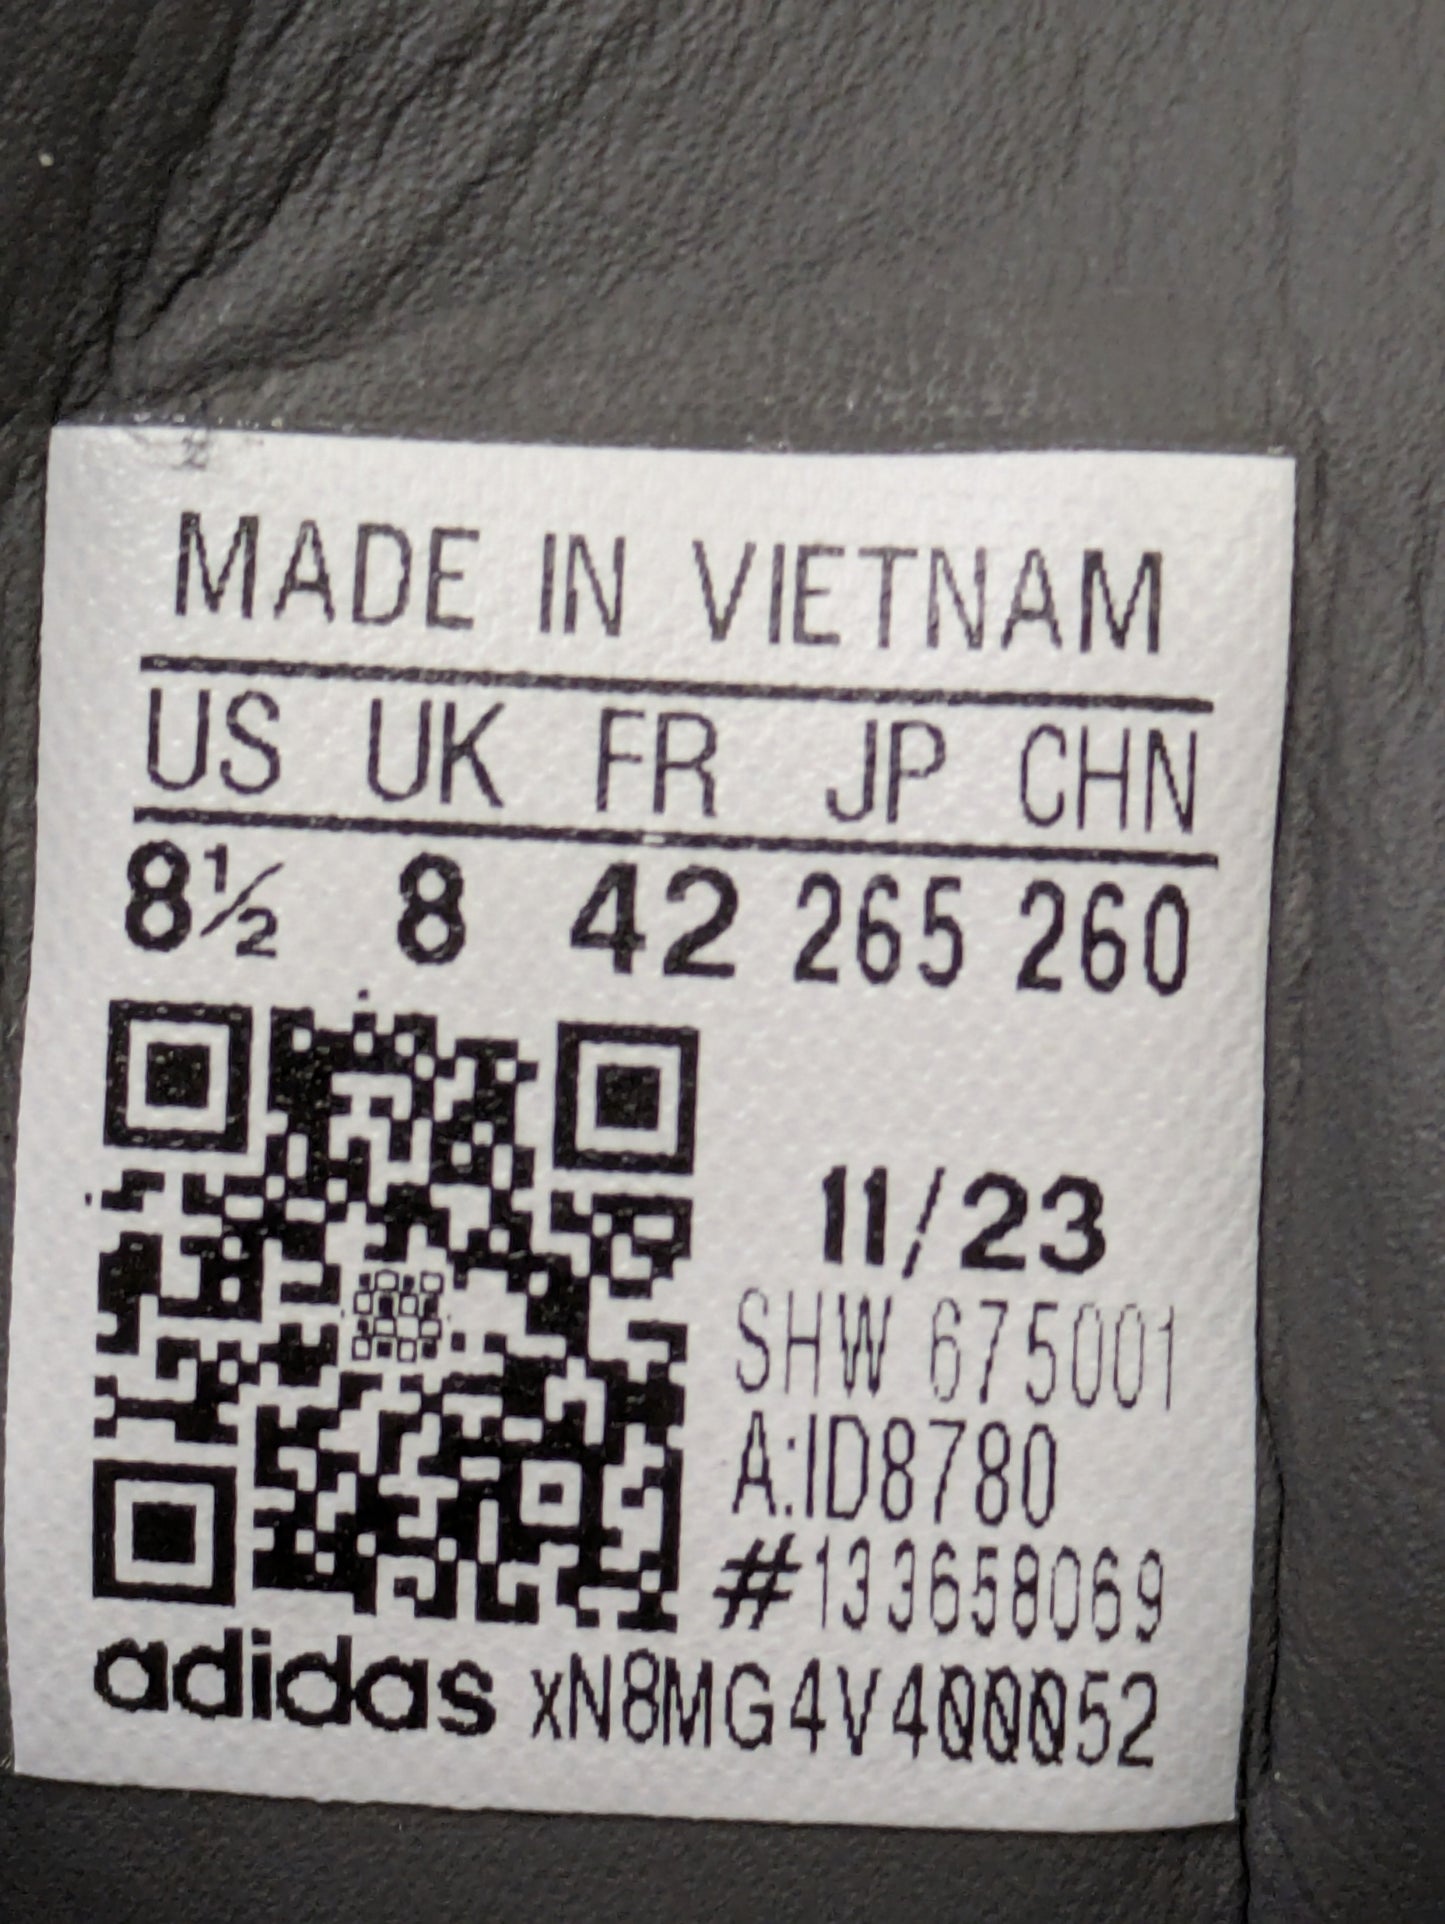 MADE IN VIETNAM
US UK FR JP CHN
8½ 8 42 265 260
11/23
SHW 675001
A:ID8780
#133658069
adidas xN8MG4V400052